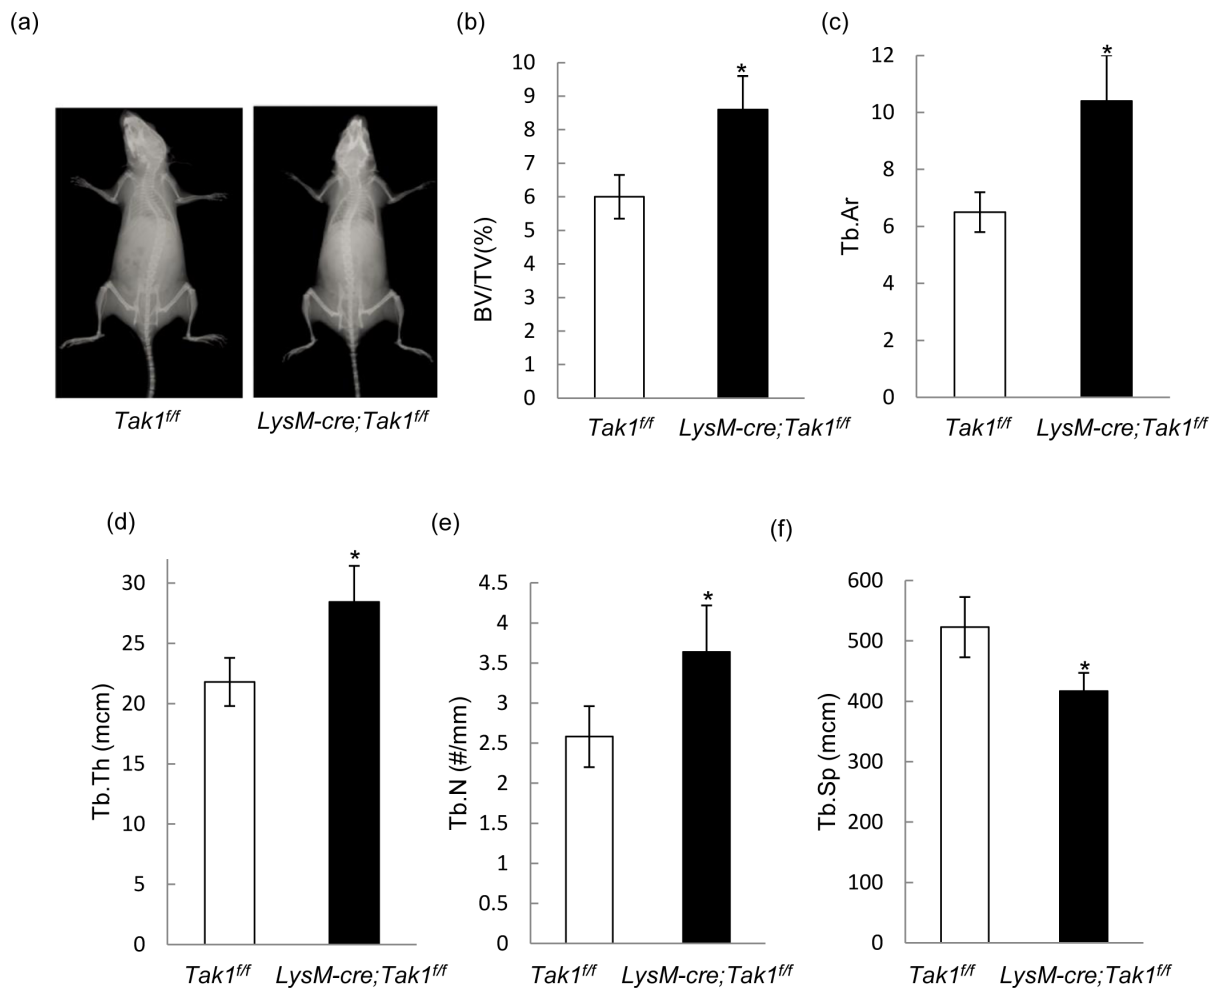 (a)
Tak1f/f
LysM-cre;Tak1f/f
(b)
10
9
8
7
6
5
4
3
2
1
0
BV/TV(%)
*
Tak1f/f
LysM-cre;Tak1f/f
(c)
12
10
8
6
4
2
0
Tb.Ar
*
Tak1f/f
LysM-cre;Tak1f/f
(d)
30
25
20
15
10
5
0
Tb.Th (mcm)
*
Tak1f/f
LysM-cre;Tak1f/f
(e)
4.5
4
3.5
3
2.5
2
1.5
1
0.5
0
Tb.N (#/mm)
*
Tak1f/f
LysM-cre;Tak1f/f
(f)
600
500
400
300
200
100
0
Tb.Sp (mcm)
*
Tak1f/f
LysM-cre;Tak1f/f